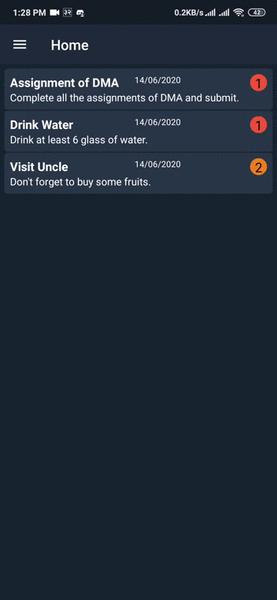 1:28 PM 0.2KB/s 42
Home
Assignment of DMA 14/06/2020 1
Complete all the assignments of DMA and submit.
Drink Water 14/06/2020 1
Drink at least 6 glass of water.
Visit Uncle 14/06/2020 2
Don't forget to buy some fruits.